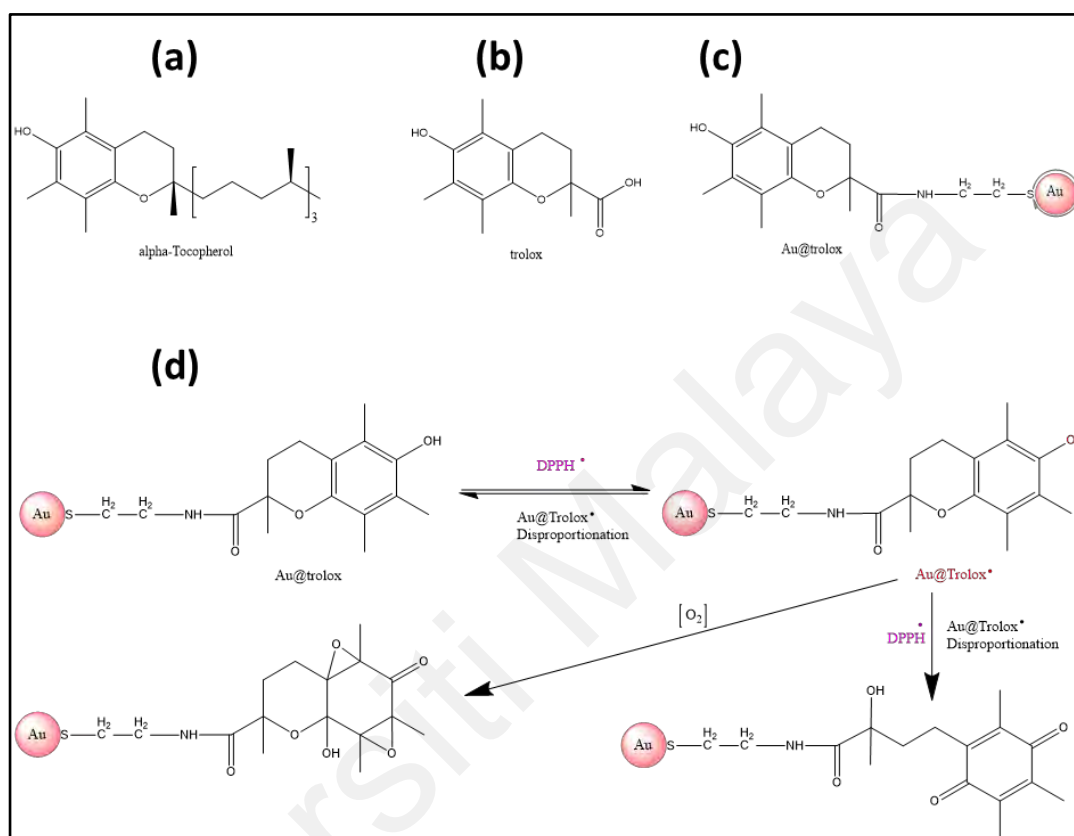 (a)
(b)
(c)
HO
3
alpha-Tocopherol
HO
O
OH
O
trolox
HO
O
O
NH
H2
C
H2
C
S
Au
Au@trolox
(d)
Au
S
H2
C
H2
C
NH
O
O
OH
Au@trolox
DPPH •
Au@Trolox•
Disproportionation
Au
S
H2
C
H2
C
NH
O
O
O
Au@Trolox•
[O2]
DPPH•
Au@Trolox•
Disproportionation
Au
S
H2
C
H2
C
NH
O
O
OH
O
O
O
Au
S
H2
C
H2
C
NH
O
OH
O
O
rsiti Malaya